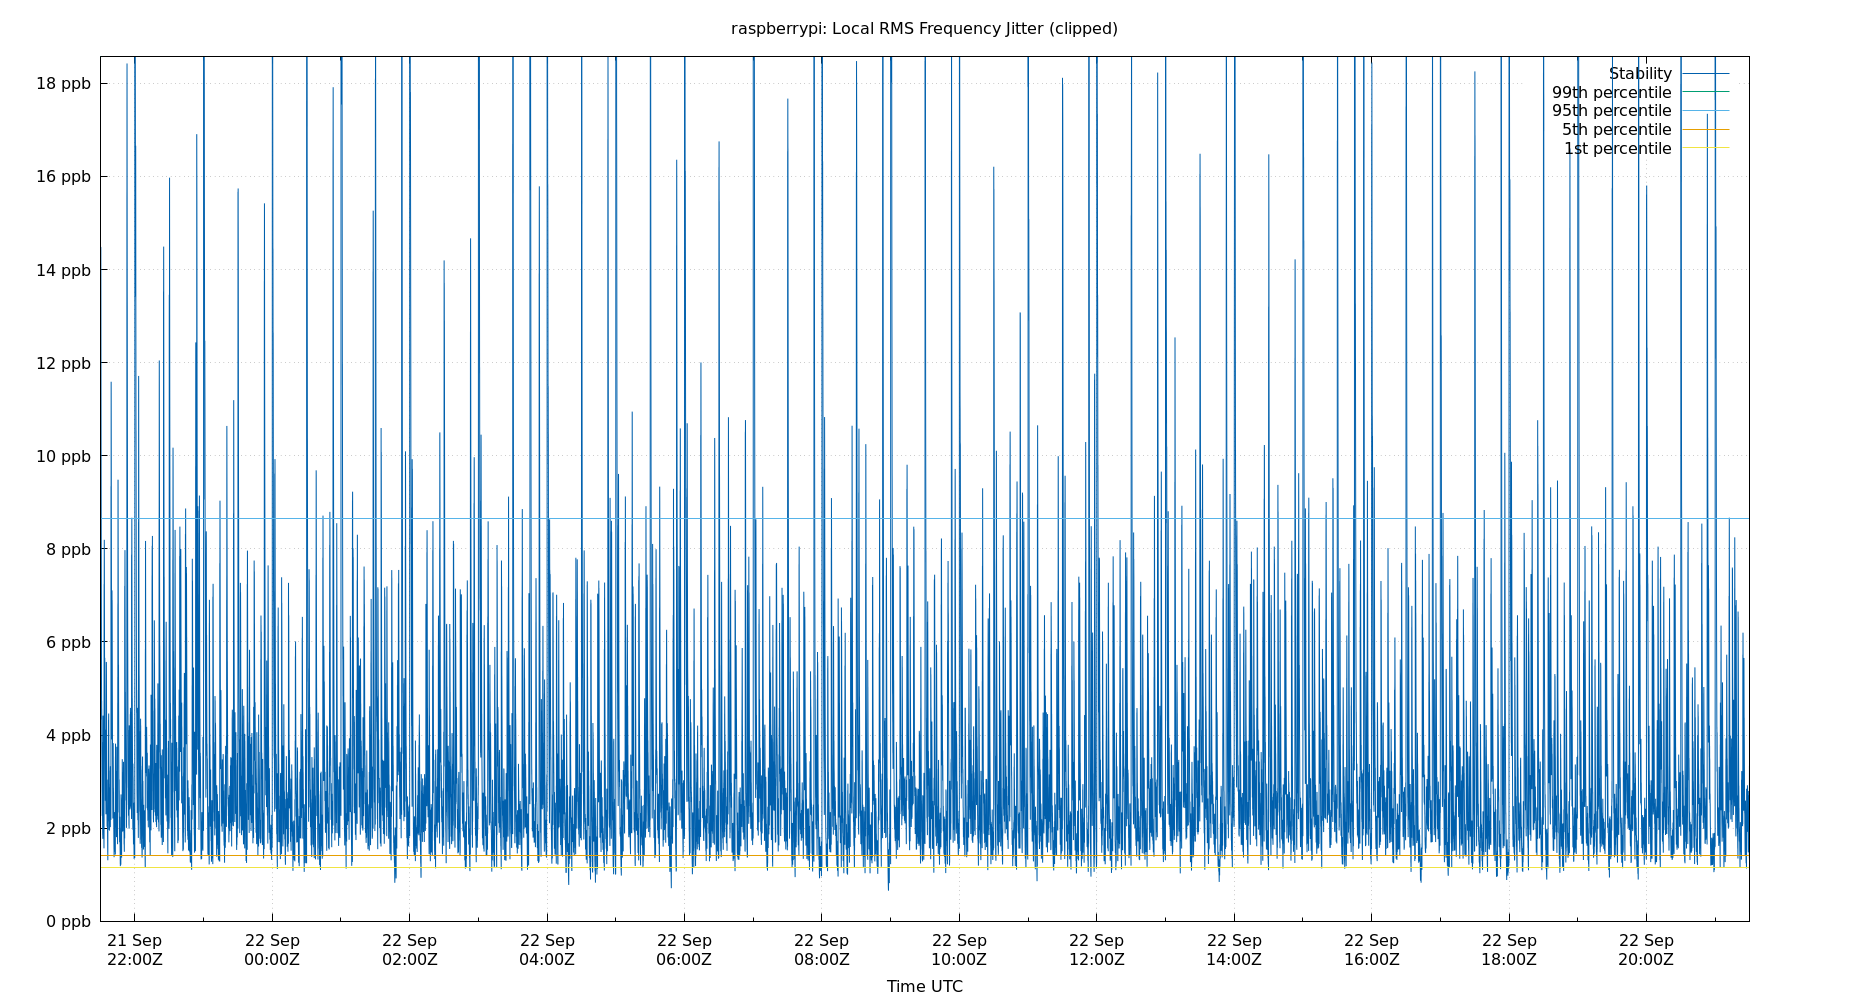 raspberrypi: Local RMS Frequency Jitter (clipped)
18 ppb
16 ppb
14 ppb
12 ppb
10 ppb
8 ppb
6 ppb
4 ppb
2 ppb
0 ppb
Stability
99th percentile
95th percentile
5th percentile
1st percentile
21 Sep
22:00Z
22 Sep
00:00Z
22 Sep
02:00Z
22 Sep
04:00Z
22 Sep
06:00Z
22 Sep
08:00Z
22 Sep
10:00Z
22 Sep
12:00Z
22 Sep
14:00Z
22 Sep
16:00Z
22 Sep
18:00Z
22 Sep
20:00Z
Time UTC